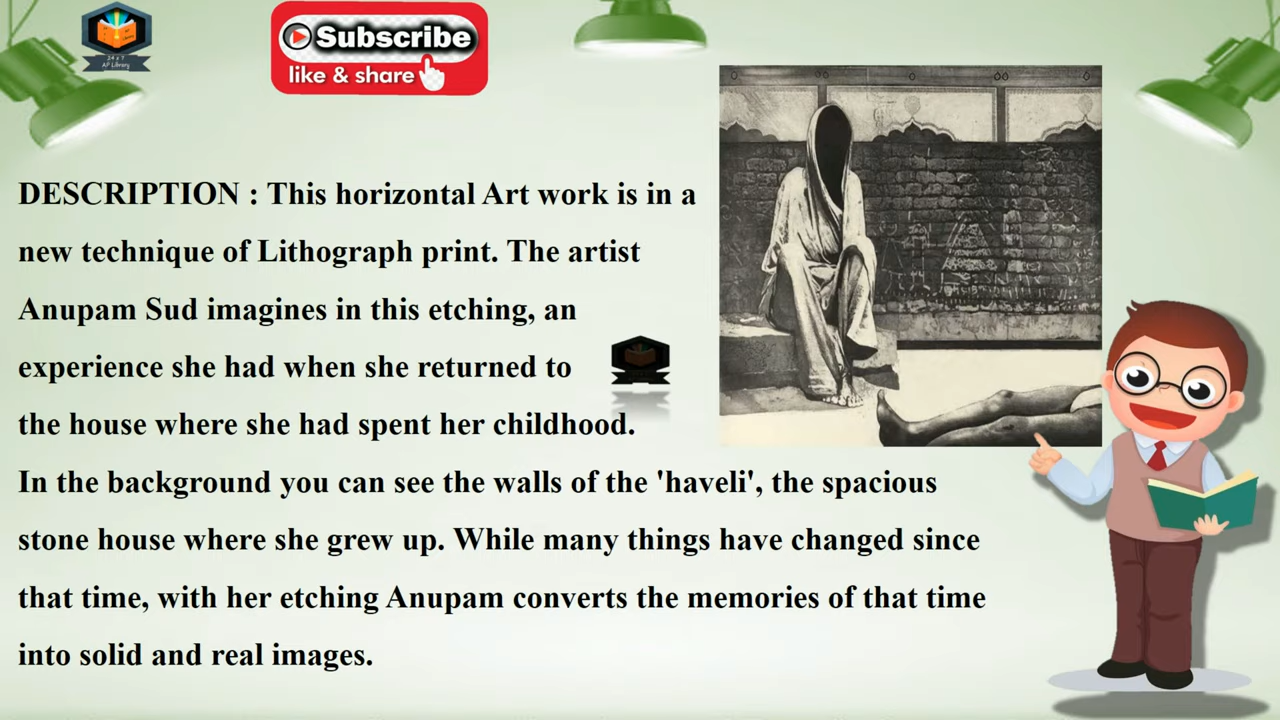 24 x 7
AP Library
Subscribe
like & share
DESCRIPTION : This horizontal Art work is in a
new technique of Lithograph print. The artist
Anupam Sud imagines in this etching, an
experience she had when she returned to
the house where she had spent her childhood.
In the background you can see the walls of the 'haveli', the spacious
stone house where she grew up. While many things have changed since
that time, with her etching Anupam converts the memories of that time
into solid and real images.